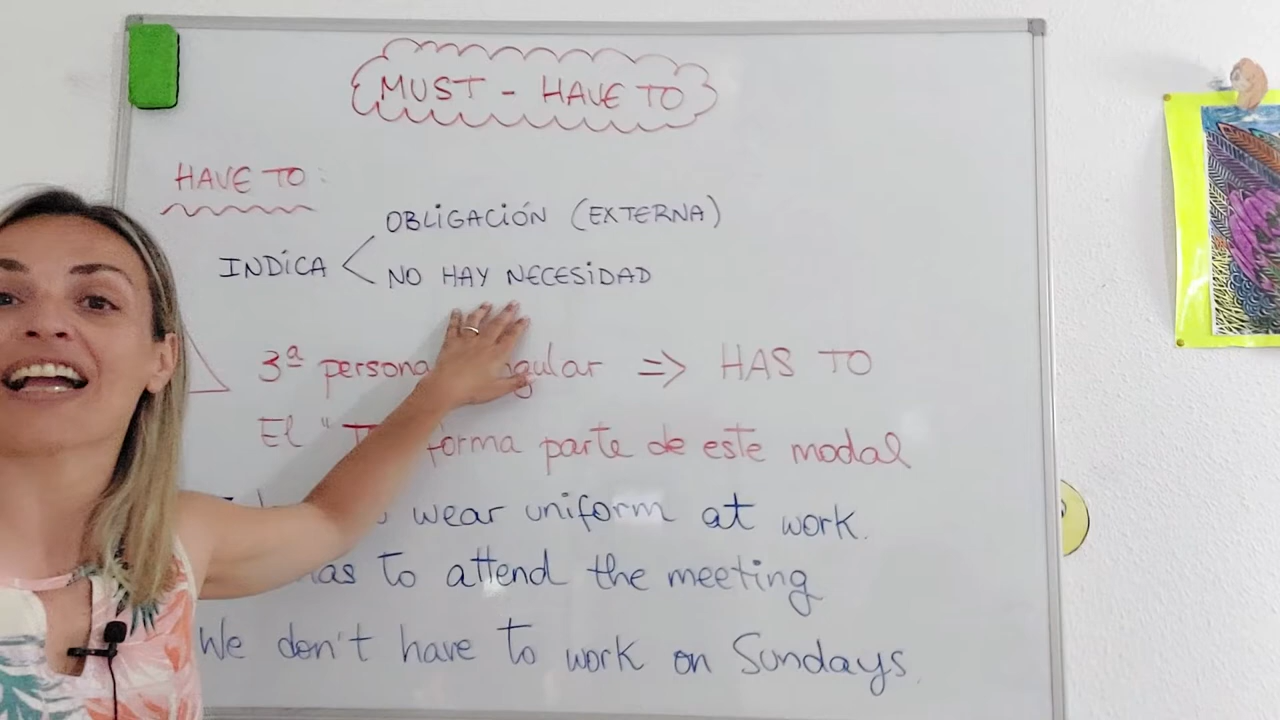 MUST - HAVE TO
HAVE TO:
OBLIGACIÓN (EXTERNA)
INDICA <
NO HAY NECESIDAD
3ª persona => HAS TO
El " forma parte de este modal
wear uniform at work.
has to attend the meeting
We don't have to work on Sundays.